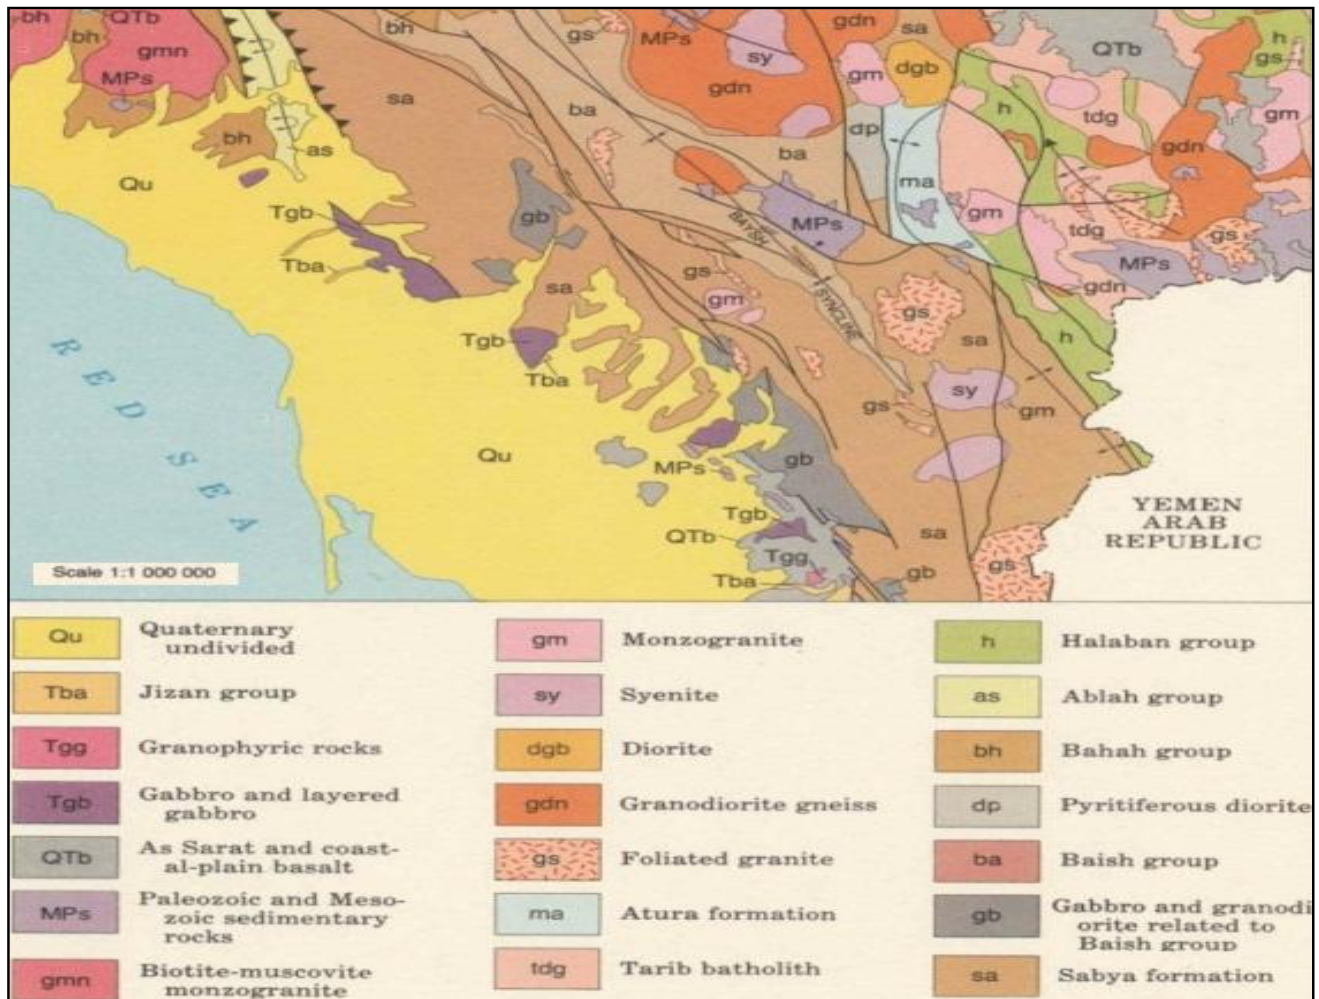 bh
QTb
bh
gmn
MPs
bh
sa
bh
as
Qu
Tgb
Tba
gs
MPs
sy
gdn
ba
ba
gb
sa
gdn
sa
gm
dgb
dp
ma
gm
QTb
h
gs
h
tdg
gm
gdn
tdg
gs
MPs
gdn
h
MPs
BAYSH
SYNCLINE
gs
gm
gs
sa
sy
gm
gs
Tgb
Tba
Qu
MPs
gb
Tgb
QTb
Tgg
Tba
sa
gb
gs
RED SEA
YEMEN
ARAB
REPUBLIC
Scale 1:1 000 000
Qu Quaternary
undivided
Tba Jizan group
Tgg Granophyric rocks
Tgb Gabbro and layered
gabbro
QTb As Sarat and coast-
al-plain basalt
MPs Paleozoic and Meso-
zoic sedimentary
rocks
gmn Biotite-muscovite
monzogranite
gm Monzogranite
sy Syenite
dgb Diorite
gdn Granodiorite gneiss
gs Foliated granite
ma Atura formation
tdg Tarib batholith
h Halaban group
as Ablah group
bh Bahah group
dp Pyritiferous diorite
ba Baish group
gb Gabbro and granodi
orite related to
Baish group
sa Sabya formation